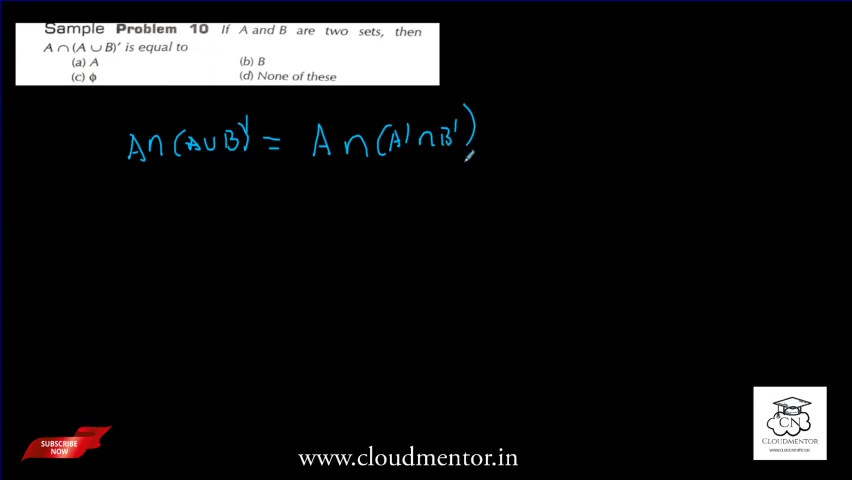 Sample Problem 10 If A and B are two sets, then
A ∩ (A ∪ B)′ is equal to
(a) A (b) B
(c) ϕ (d) None of these
A∩(A∪B)′ = A∩(A′∩B′)
SUBSCRIBE
NOW
CN
CLOUDMENTOR
www.cloudmentor.in